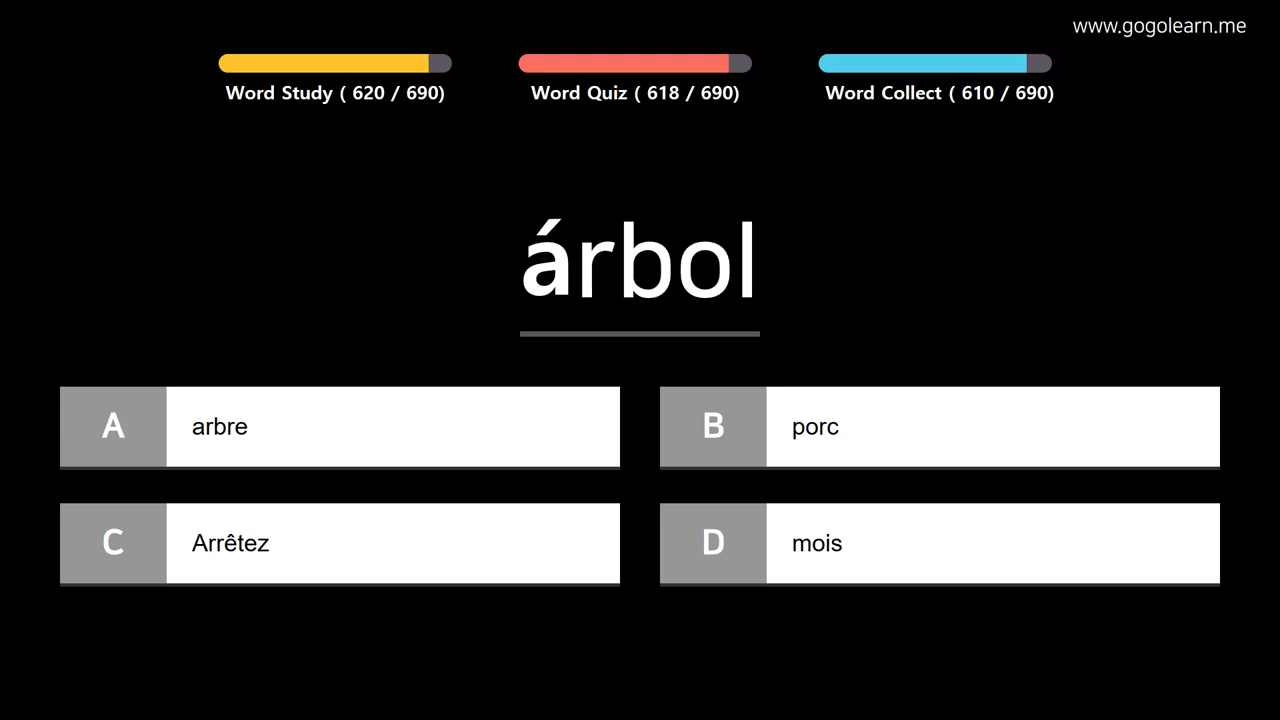 www.gogolearn.me
Word Study ( 620 / 690)
Word Quiz ( 618 / 690)
Word Collect ( 610 / 690)
árbol
A arbre
B porc
C Arrêtez
D mois